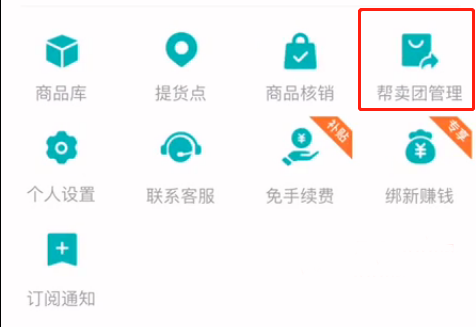 商品库 提货点 商品核销 帮卖团管理
补贴 专享
个人设置 联系客服 免手续费 绑新赚钱
订阅通知